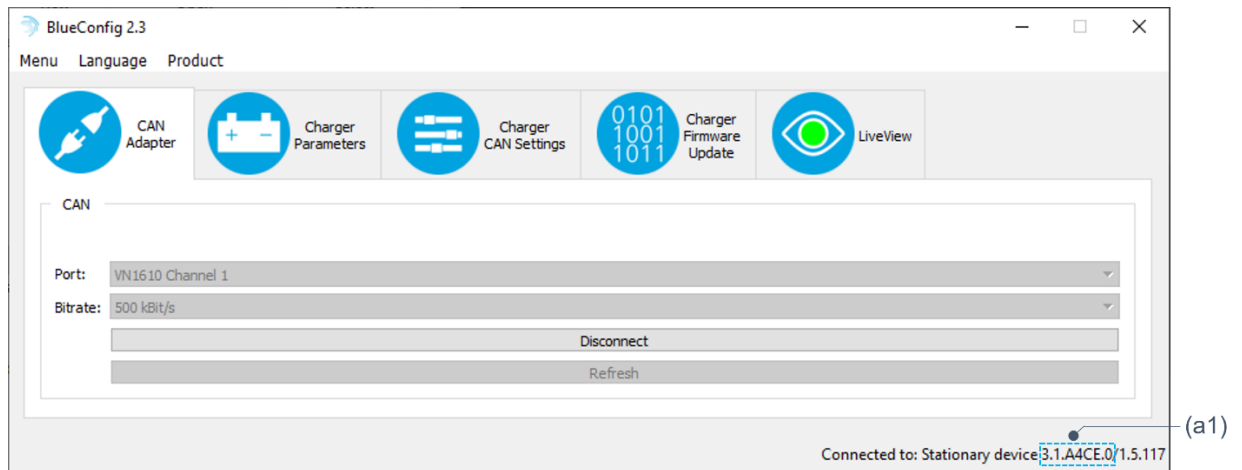 BlueConfig 2.3
Menu Language Product
CAN
Adapter
Charger
Parameters
Charger
CAN Settings
0101
1001
1011
Charger
Firmware
Update
LiveView
CAN
Port: VN1610 Channel 1
Bitrate: 500 kBit/s
Disconnect
Refresh
(a1)
Connected to: Stationary device 3.1.A4CE.0/1.5.117